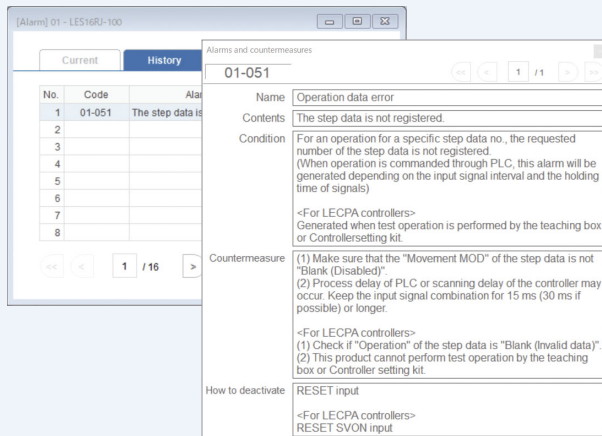 [Alarm] 01 - LES16RJ-100
Current
History
No.
Code
1
01-051
The step data is
2
3
4
5
6
7
8
<<
<
1
/ 16
>
Alarms and countermeasures
01-051
<<
<
1
/ 1
>
>>
Name
Operation data error
Contents
The step data is not registered.
Condition
For an operation for a specific step data no., the requested
number of the step data is not registered.
(When operation is commanded through PLC, this alarm will be
generated depending on the input signal interval and the holding
time of signals)
<For LECPA controllers>
Generated when test operation is performed by the teaching box
or Controllersetting kit.
Countermeasure
(1) Make sure that the "Movement MOD" of the step data is not
"Blank (Disabled)".
(2) Process delay of PLC or scanning delay of the controller may
occur. Keep the input signal combination for 15 ms (30 ms if
possible) or longer.
<For LECPA controllers>
(1) Check if "Operation" of the step data is "Blank (Invalid data)".
(2) This product cannot perform test operation by the teaching
box or Controller setting kit.
How to deactivate
RESET input
<For LECPA controllers>
RESET SVON input